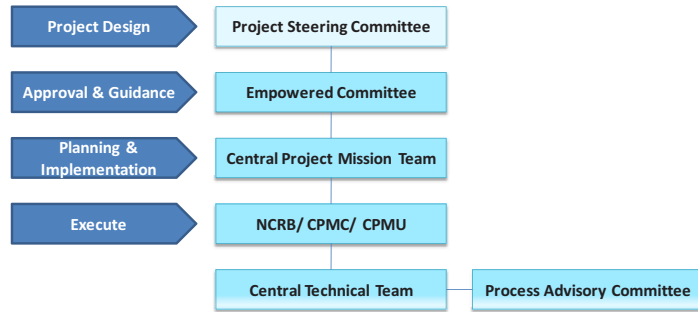 Project Design
Project Steering Committee
Approval & Guidance
Empowered Committee
Planning &
Implementation
Central Project Mission Team
Execute
NCRB/ CPMC/ CPMU
Central Technical Team
Process Advisory Committee